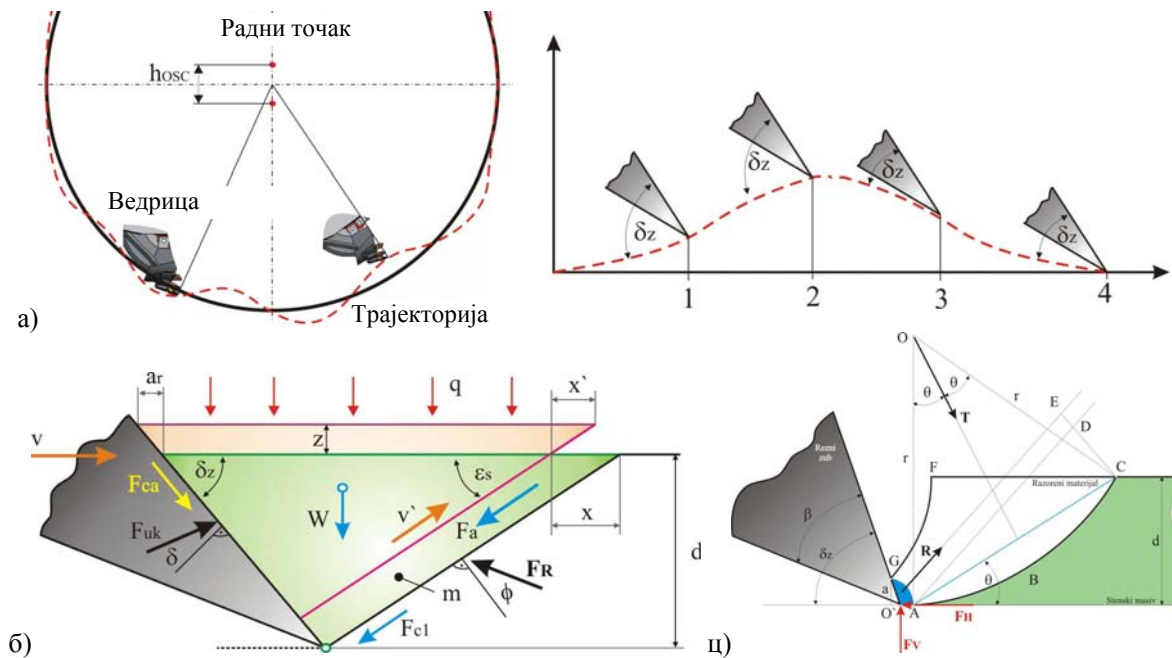 Радни точак
hosc
Ведрица
Трајекторија
а)
δz
δz
δz
δz
1
2
3
4
б)
ar
q
x`
v
z
δz
εs
Fca
W
v`
Fa
x
Fuk
δ
d
m
FR
ϕ
Fc1
ц)
O
θ
θ
r
E
T
D
Rezni
zub
r
F
C
Razoreni materijal
β
δz
G
R
d
a
θ
B
O`
A
FH
Stenski masiv
FV